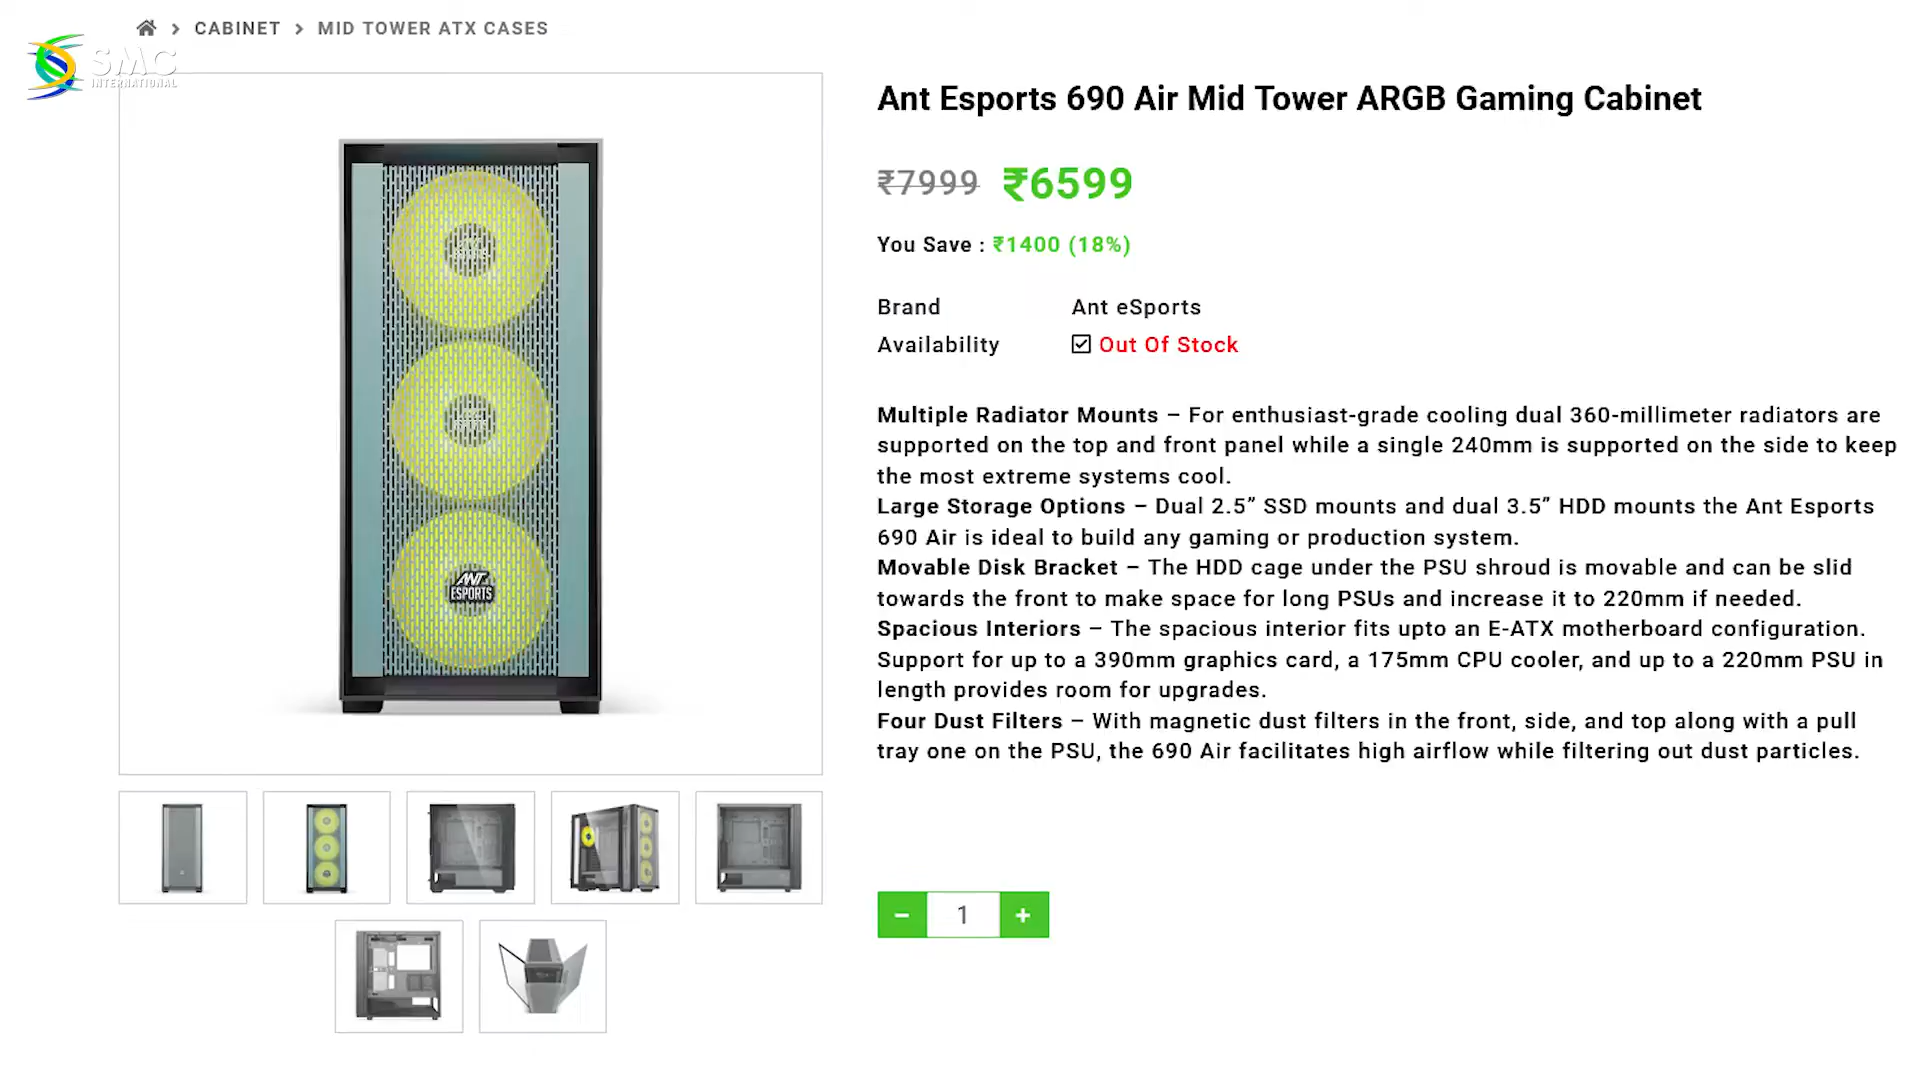 CABINET > MID TOWER ATX CASES
SMC
INTERNATIONAL
Ant Esports 690 Air Mid Tower ARGB Gaming Cabinet
₹7999 ₹6599
You Save : ₹1400 (18%)
Brand Ant eSports
Availability Out Of Stock
Multiple Radiator Mounts – For enthusiast-grade cooling dual 360-millimeter radiators are
supported on the top and front panel while a single 240mm is supported on the side to keep
the most extreme systems cool.
Large Storage Options – Dual 2.5” SSD mounts and dual 3.5” HDD mounts the Ant Esports
690 Air is ideal to build any gaming or production system.
Movable Disk Bracket – The HDD cage under the PSU shroud is movable and can be slid
towards the front to make space for long PSUs and increase it to 220mm if needed.
Spacious Interiors – The spacious interior fits upto an E-ATX motherboard configuration.
Support for up to a 390mm graphics card, a 175mm CPU cooler, and up to a 220mm PSU in
length provides room for upgrades.
Four Dust Filters – With magnetic dust filters in the front, side, and top along with a pull
tray one on the PSU, the 690 Air facilitates high airflow while filtering out dust particles.
ANT
ESPORTS
− 1 +